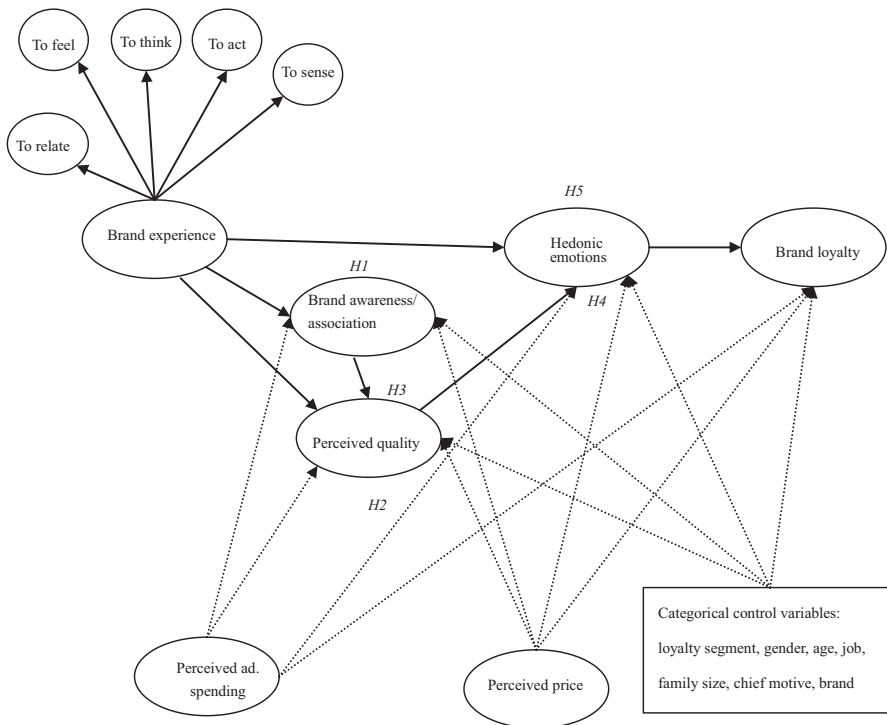 To feel
To think
To act
To sense
To relate
Brand experience
H5
Hedonic
emotions
Brand loyalty
H1
Brand awareness/
association
H4
H3
Perceived quality
H2
Categorical control variables:
loyalty segment, gender, age, job,
family size, chief motive, brand
Perceived ad.
spending
Perceived price